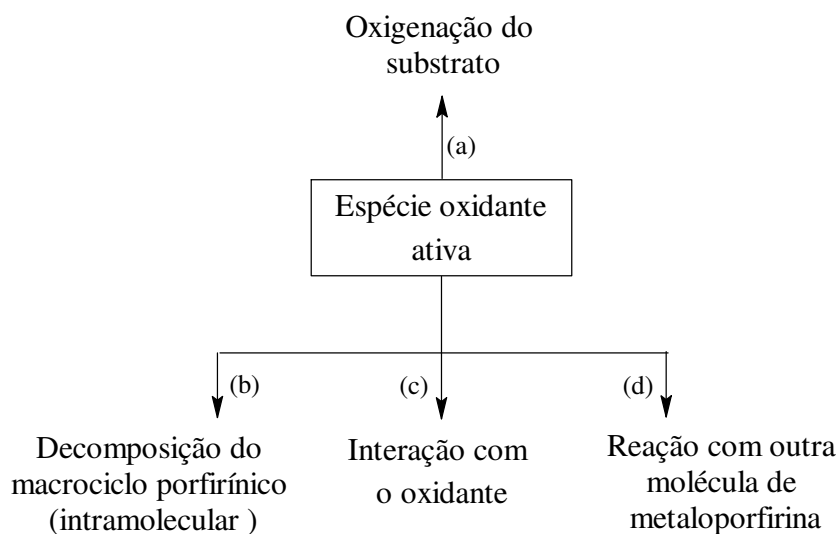 Oxigenação do
substrato
(a)
Espécie oxidante
ativa
(b)
(c)
(d)
Decomposição do
macrociclo porfirínico
(intramolecular )
Interação com
o oxidante
Reação com outra
molécula de
metaloporfirina